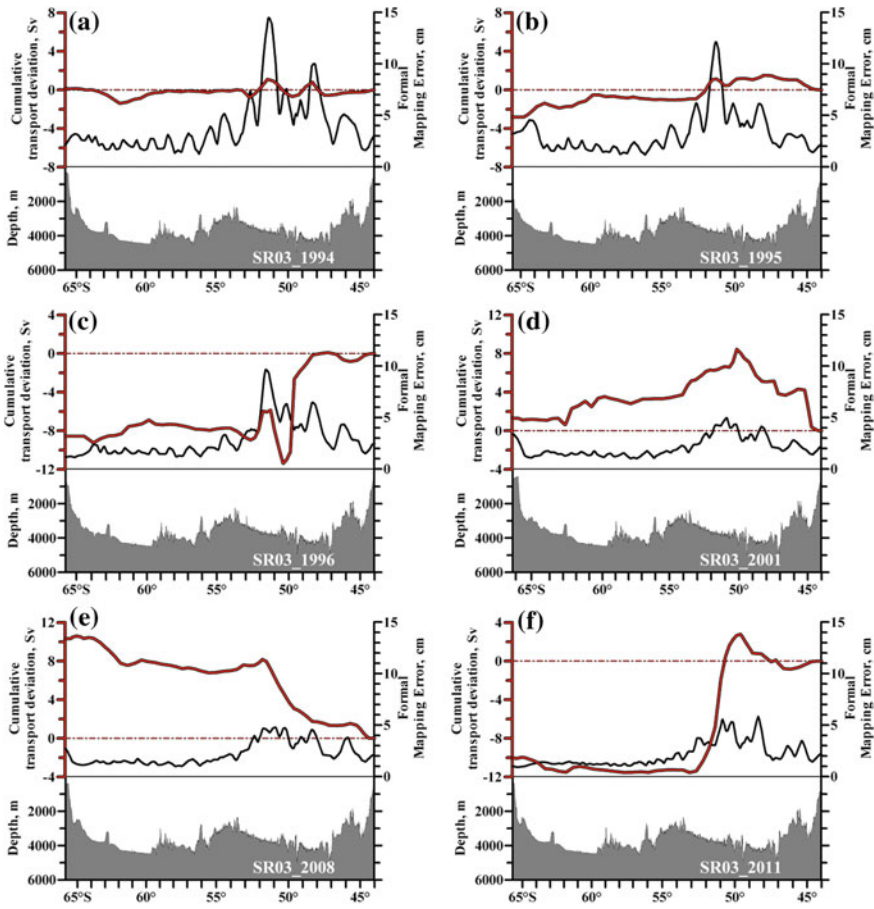 (a)
Cumulative
transport deviation, Sv
8
4
0
-4
-8
15
10
5
0
Formal
Mapping Error, cm
Depth, m
2000
4000
6000
SR03_1994
65°S 60° 55° 50° 45°
(b)
Cumulative
transport deviation, Sv
8
4
0
-4
-8
15
10
5
0
Formal
Mapping Error, cm
Depth, m
2000
4000
6000
SR03_1995
65°S 60° 55° 50° 45°
(c)
Cumulative
transport deviation, Sv
4
0
-4
-8
-12
15
10
5
0
Formal
Mapping Error, cm
Depth, m
2000
4000
6000
SR03_1996
65°S 60° 55° 50° 45°
(d)
Cumulative
transport deviation, Sv
12
8
4
0
-4
15
10
5
0
Formal
Mapping Error, cm
Depth, m
2000
4000
6000
SR03_2001
65°S 60° 55° 50° 45°
(e)
Cumulative
transport deviation, Sv
12
8
4
0
-4
15
10
5
0
Formal
Mapping Error, cm
Depth, m
2000
4000
6000
SR03_2008
65°S 60° 55° 50° 45°
(f)
Cumulative
transport deviation, Sv
4
0
-4
-8
-12
15
10
5
0
Formal
Mapping Error, cm
Depth, m
2000
4000
6000
SR03_2011
65°S 60° 55° 50° 45°